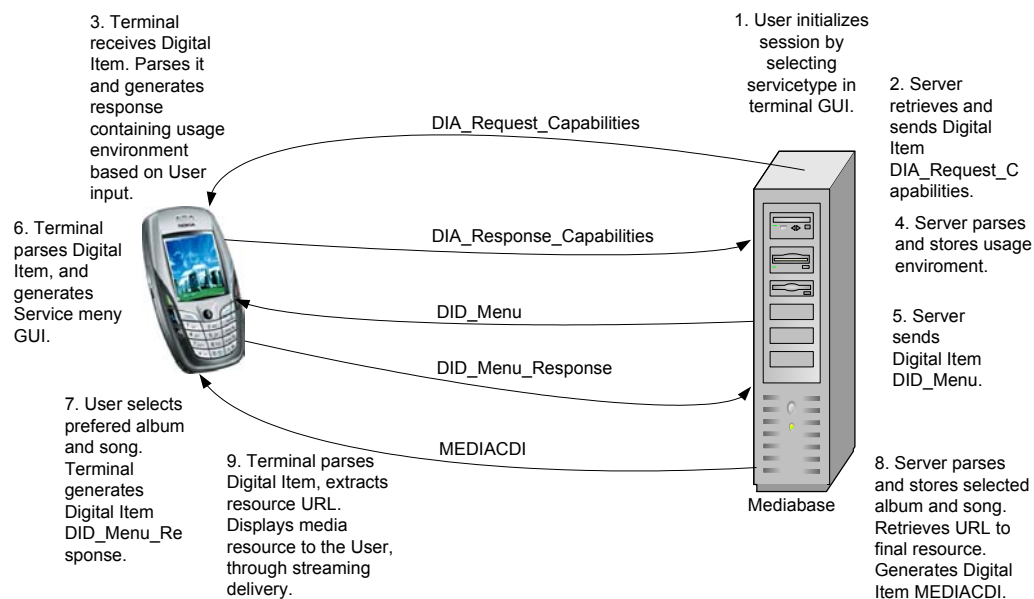 3. Terminal
receives Digital
Item. Parses it
and generates
response
containing usage
environment
based on User
input.
1. User initializes
session by
selecting
servicetype in
terminal GUI.
2. Server
retrieves and
sends Digital
Item
DIA_Request_C
apabilities.
DIA_Request_Capabilities
NOKIA
6. Terminal
parses Digital
Item, and
generates
Service meny
GUI.
DIA_Response_Capabilities
4. Server parses
and stores usage
enviroment.
DID_Menu
5. Server
sends
Digital Item
DID_Menu.
DID_Menu_Response
7. User selects
prefered album
and song.
Terminal
generates
Digital Item
DID_Menu_Re
sponse.
MEDIACDI
9. Terminal parses
Digital Item, extracts
resource URL.
Displays media
resource to the User,
through streaming
delivery.
Mediabase
8. Server parses
and stores selected
album and song.
Retrieves URL to
final resource.
Generates Digital
Item MEDIACDI.